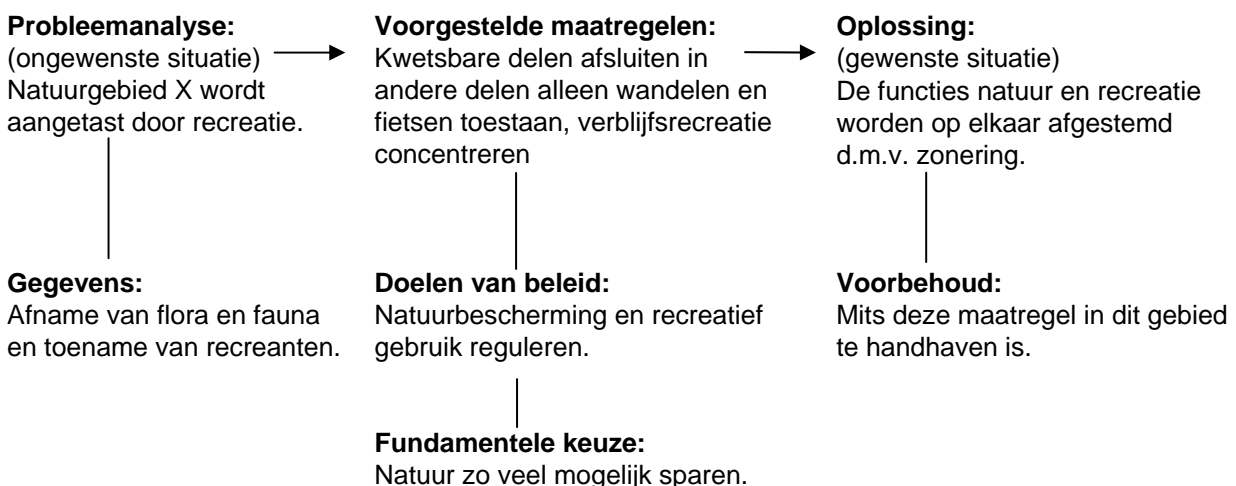 Probleemanalyse:
(ongewenste situatie)
Natuurgebied X wordt
aangetast door recreatie.
Voorgestelde maatregelen:
Kwetsbare delen afsluiten in
andere delen alleen wandelen en
fietsen toestaan, verblijfsrecreatie
concentreren
Oplossing:
(gewenste situatie)
De functies natuur en recreatie
worden op elkaar afgestemd
d.m.v. zonering.
Gegevens:
Afname van flora en fauna
en toename van recreanten.
Doelen van beleid:
Natuurbescherming en recreatief
gebruik reguleren.
Voorbehoud:
Mits deze maatregel in dit gebied
te handhaven is.
Fundamentele keuze:
Natuur zo veel mogelijk sparen.